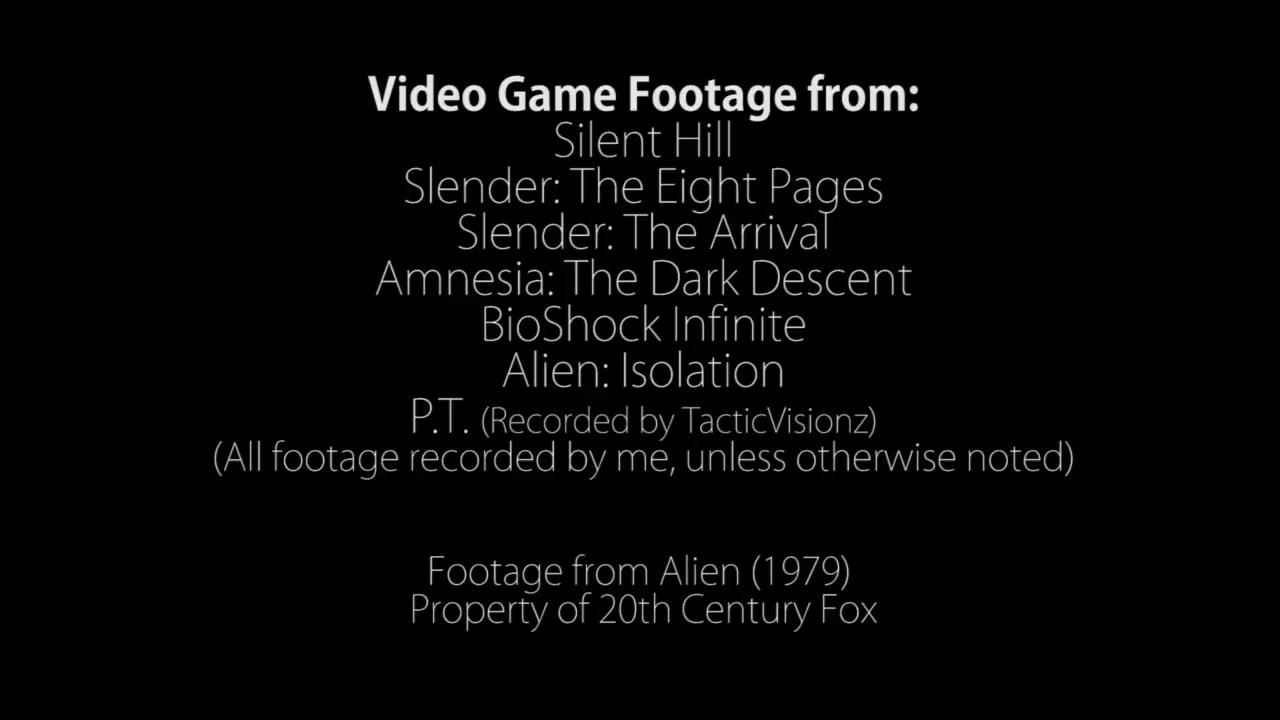 Video Game Footage from:
Silent Hill
Slender: The Eight Pages
Slender: The Arrival
Amnesia: The Dark Descent
BioShock Infinite
Alien: Isolation
P.T. (Recorded by TacticVisionz)
(All footage recorded by me, unless otherwise noted)
Footage from Alien (1979)
Property of 20th Century Fox